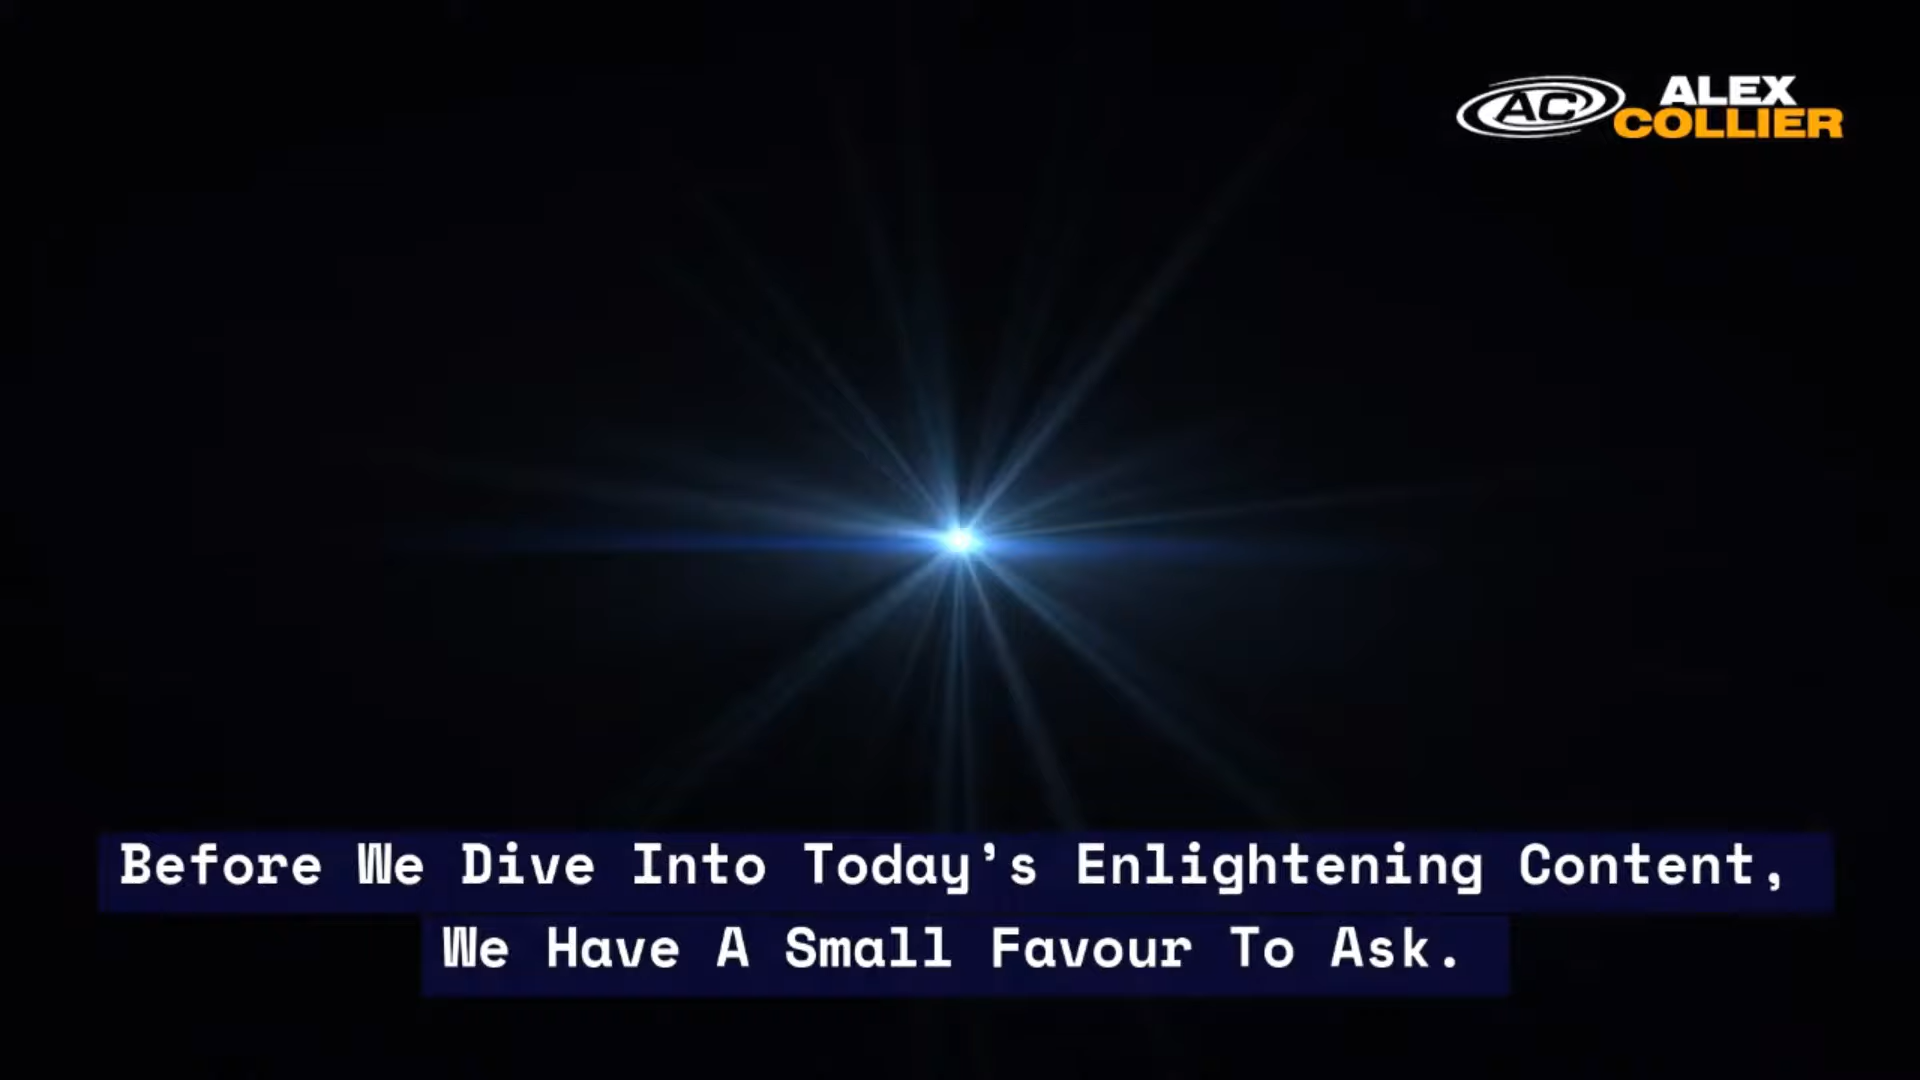 AC ALEX
COLLIER
Before We Dive Into Today's Enlightening Content,
We Have A Small Favour To Ask.